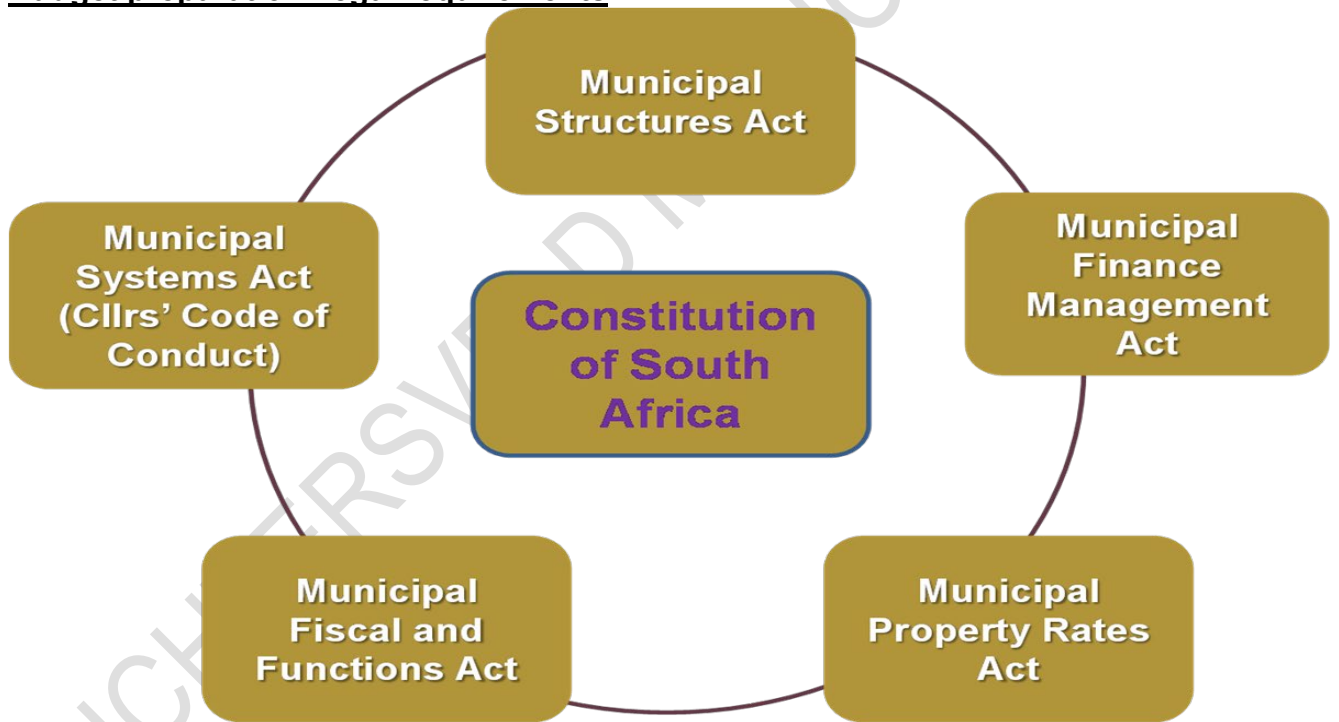 Municipal
Structures Act
Municipal
Finance
Management
Act
Municipal
Property Rates
Act
Municipal
Fiscal and
Functions Act
Municipal
Systems Act
(Cllrs’ Code of
Conduct)
Constitution
of South
Africa